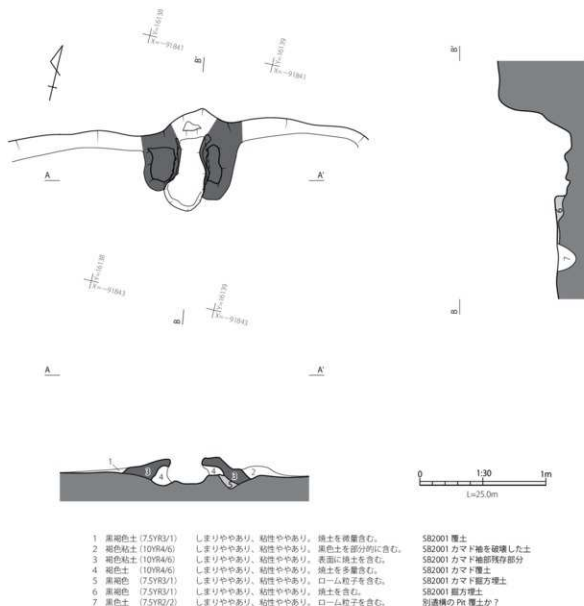 Y=16138
X=-91841
B'
Y=16139
X=-91841
B'
A
A'
6
7
Y=16138
X=-91843
Y=16139
X=-91843
B
B
A
A'
1
3
4
4
3
5
2
0
1:30
1m
L=25.0m
1 黒褐色土 (7.5YR3/1) しまりややあり、粘性ややあり。焼土を微量含む。 SB2001 覆土
2 褐色粘土 (10YR4/6) しまりややあり、粘性ややあり。黒色土を部分的に含む。 SB2001 カマド袖を破壊した土
3 褐色粘土 (10YR4/6) しまりややあり、粘性ややあり。表面に焼土を含む。 SB2001 カマド袖部残存部分
4 褐色土 (10YR4/6) しまりややあり、粘性ややあり。焼土を多量含む。 SB2001 カマド覆土
5 黒褐色 (7.5YR3/1) しまりややあり、粘性ややあり。ローム粒子を含む。 SB2001 カマド掘方埋土
6 黒褐色 (7.5YR3/1) しまりややあり、粘性ややあり。焼土を含む。 SB2001 掘方埋土
7 黒色土 (7.5YR2/2) しまりややあり、粘性ややあり。ローム粒子を含む。 別遺構の Pit 覆土か?